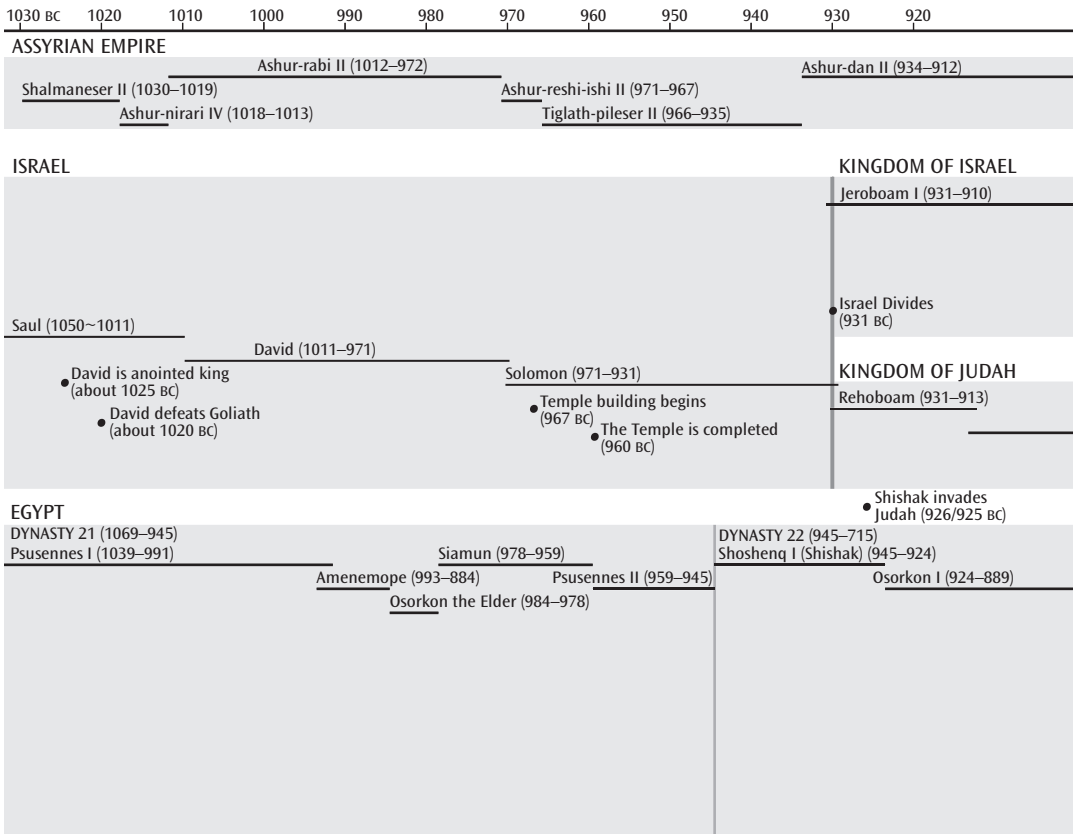 1030 BC 1020 1010 1000 990 980 970 960 950 940 930 920
ASSYRIAN EMPIRE
Ashur-rabi II (1012–972)
Ashur-dan II (934–912)
Shalmaneser II (1030–1019)
Ashur-reshi-ishi II (971–967)
Ashur-nirari IV (1018–1013)
Tiglath-pileser II (966–935)
ISRAEL
KINGDOM OF ISRAEL
Jeroboam I (931–910)
Israel Divides
(931 BC)
Saul (1050~1011)
David (1011–971)
Solomon (971–931)
KINGDOM OF JUDAH
David is anointed king
(about 1025 BC)
Rehoboam (931–913)
David defeats Goliath
(about 1020 BC)
Temple building begins
(967 BC)
The Temple is completed
(960 BC)
Shishak invades
Judah (926/925 BC)
EGYPT
DYNASTY 21 (1069–945)
DYNASTY 22 (945–715)
Psusennes I (1039–991)
Siamun (978–959)
Shoshenq I (Shishak) (945–924)
Amenemope (993–884)
Psusennes II (959–945)
Osorkon I (924–889)
Osorkon the Elder (984–978)